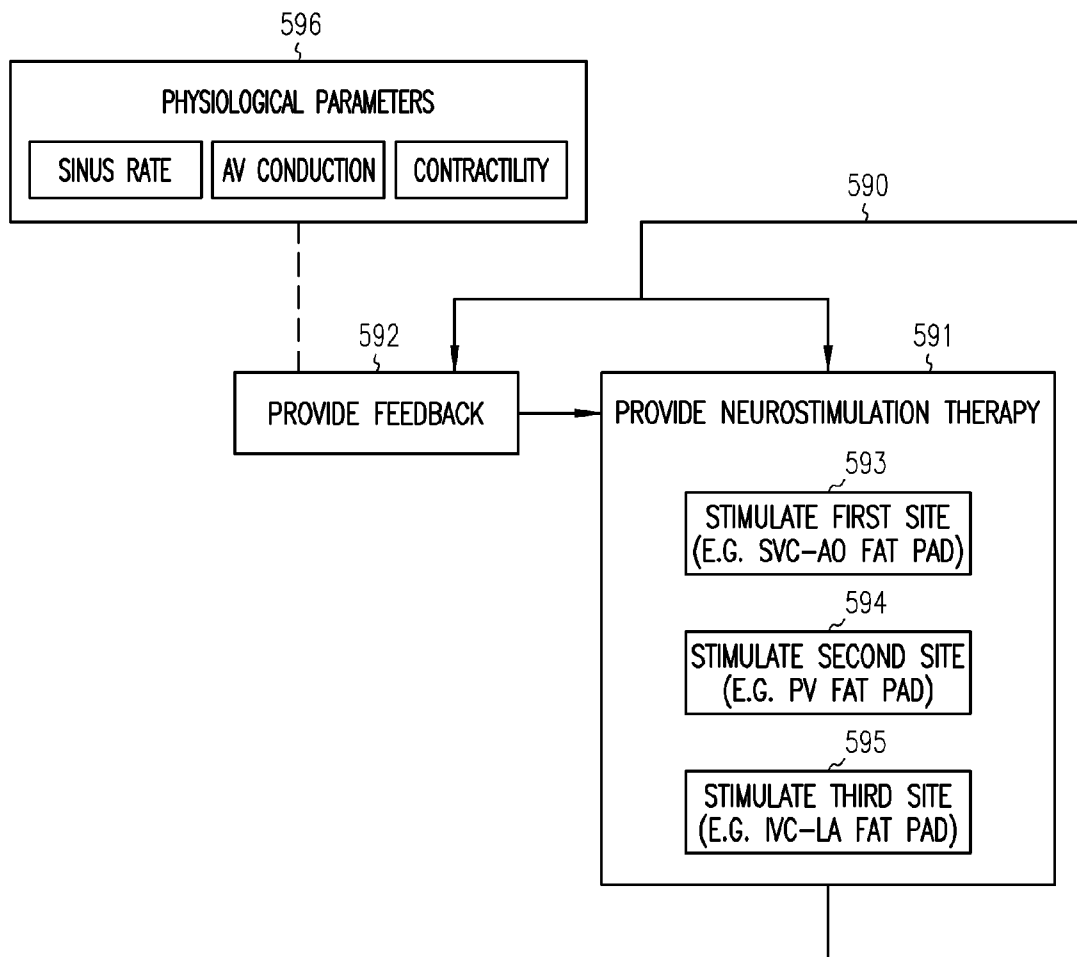 596
PHYSIOLOGICAL PARAMETERS
SINUS RATE
AV CONDUCTION
CONTRACTILITY
590
592
PROVIDE FEEDBACK
591
PROVIDE NEUROSTIMULATION THERAPY
593
STIMULATE FIRST SITE
(E.G. SVC-AO FAT PAD)
594
STIMULATE SECOND SITE
(E.G. PV FAT PAD)
595
STIMULATE THIRD SITE
(E.G. IVC-LA FAT PAD)